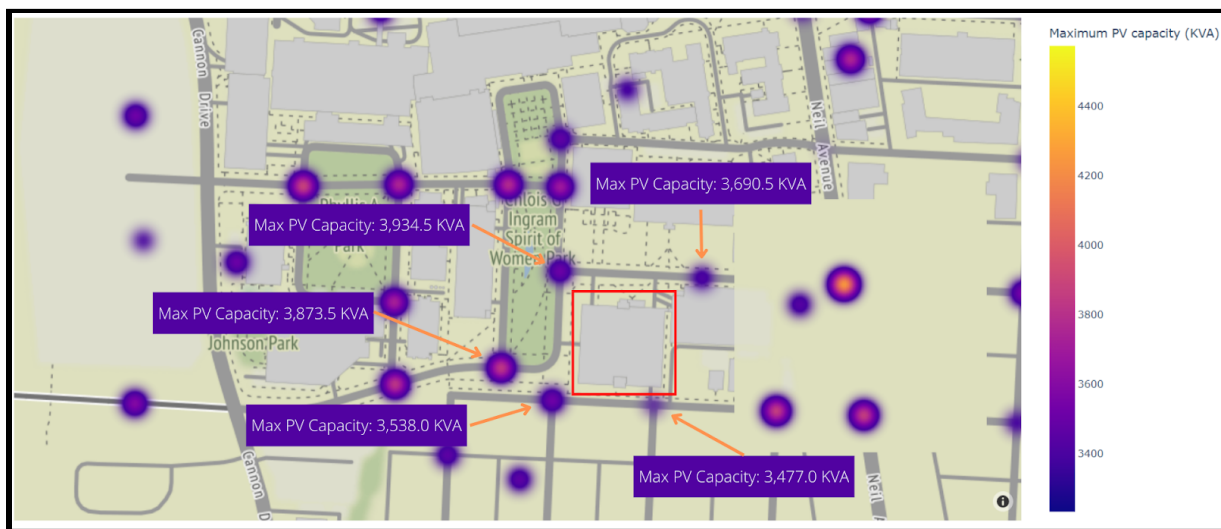 Maximum PV capacity (KVA)
Cannon
Drive
Neil Avenue
4400
Max PV Capacity: 3,690.5 KVA
Phyllis A
Park
Chlois G
Ingram
Spirit of
Women Park
Max PV Capacity: 3,934.5 KVA
4200
4000
Max PV Capacity: 3,873.5 KVA
3800
Johnson Park
3600
Max PV Capacity: 3,538.0 KVA
Max PV Capacity: 3,477.0 KVA
3400
Cannon D
Neil A
i